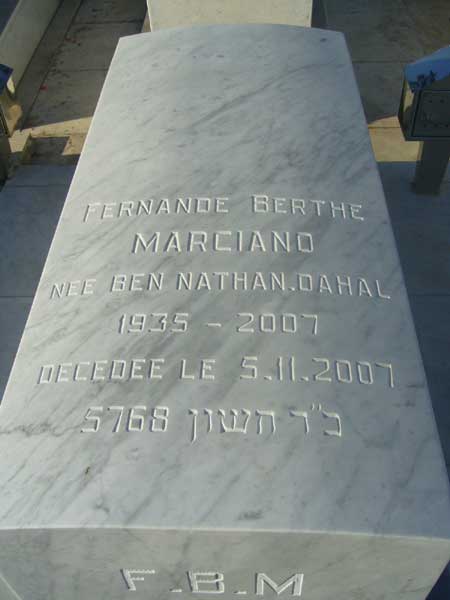 FERNANDE BERTHE
MARCIANO
NEE BEN NATHAN.DAHAL
1935 - 2007
DECEDEE LE 5.11.2007
כ"ד חשון 5768
F.B.M